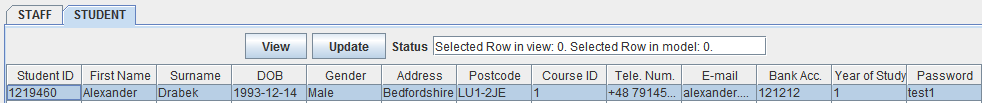 STAFF STUDENT
View Update Status Selected Row in view: 0. Selected Row in model: 0.
Student ID First Name Surname DOB Gender Address Postcode Course ID Tele. Num. E-mail Bank Acc. Year of Study Password
1219460 Alexander Drabek 1993-12-14 Male Bedfordshire LU1-2JE 1 +48 79145... alexander.... 121212 1 test1